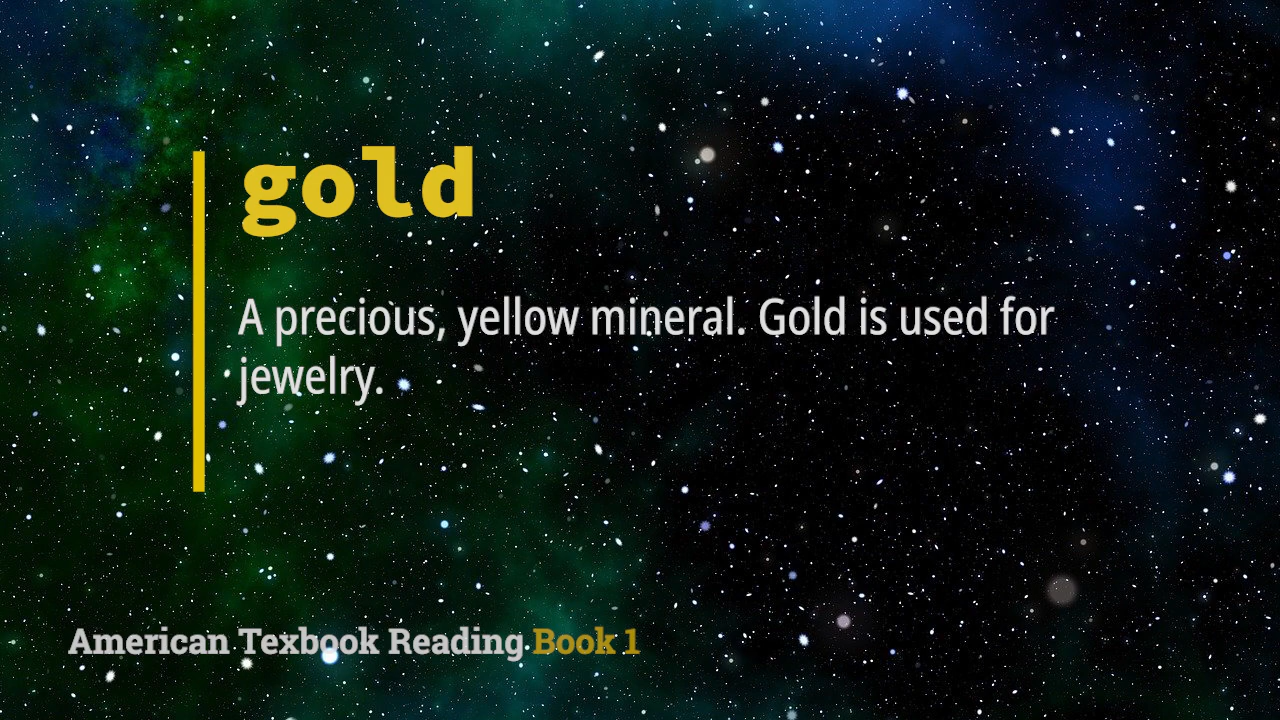 gold
A precious, yellow mineral. Gold is used for
jewelry.
American Texbook Reading Book 1